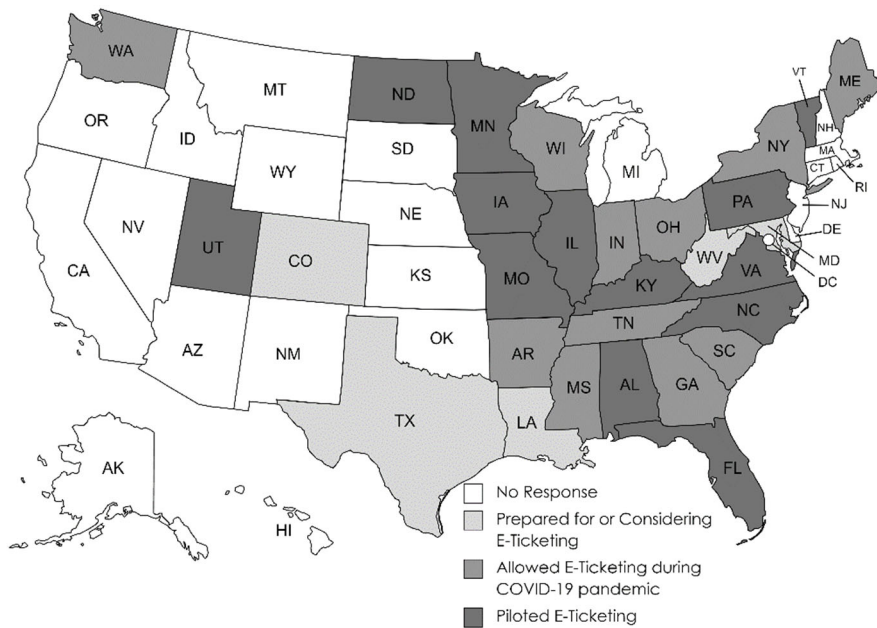 WA
MT
ND
MN
VT
ME
OR
ID
SD
WI
NY
NH
MA
WY
MI
CT
RI
NE
IA
PA
NJ
NV
UT
IL
IN
OH
DE
CA
CO
WV
MD
KS
MO
KY
VA
DC
NC
TN
OK
AZ
NM
AR
SC
MS
AL
GA
TX
LA
FL
AK
HI
No Response
Prepared for or Considering
E-Ticketing
Allowed E-Ticketing during
COVID-19 pandemic
Piloted E-Ticketing